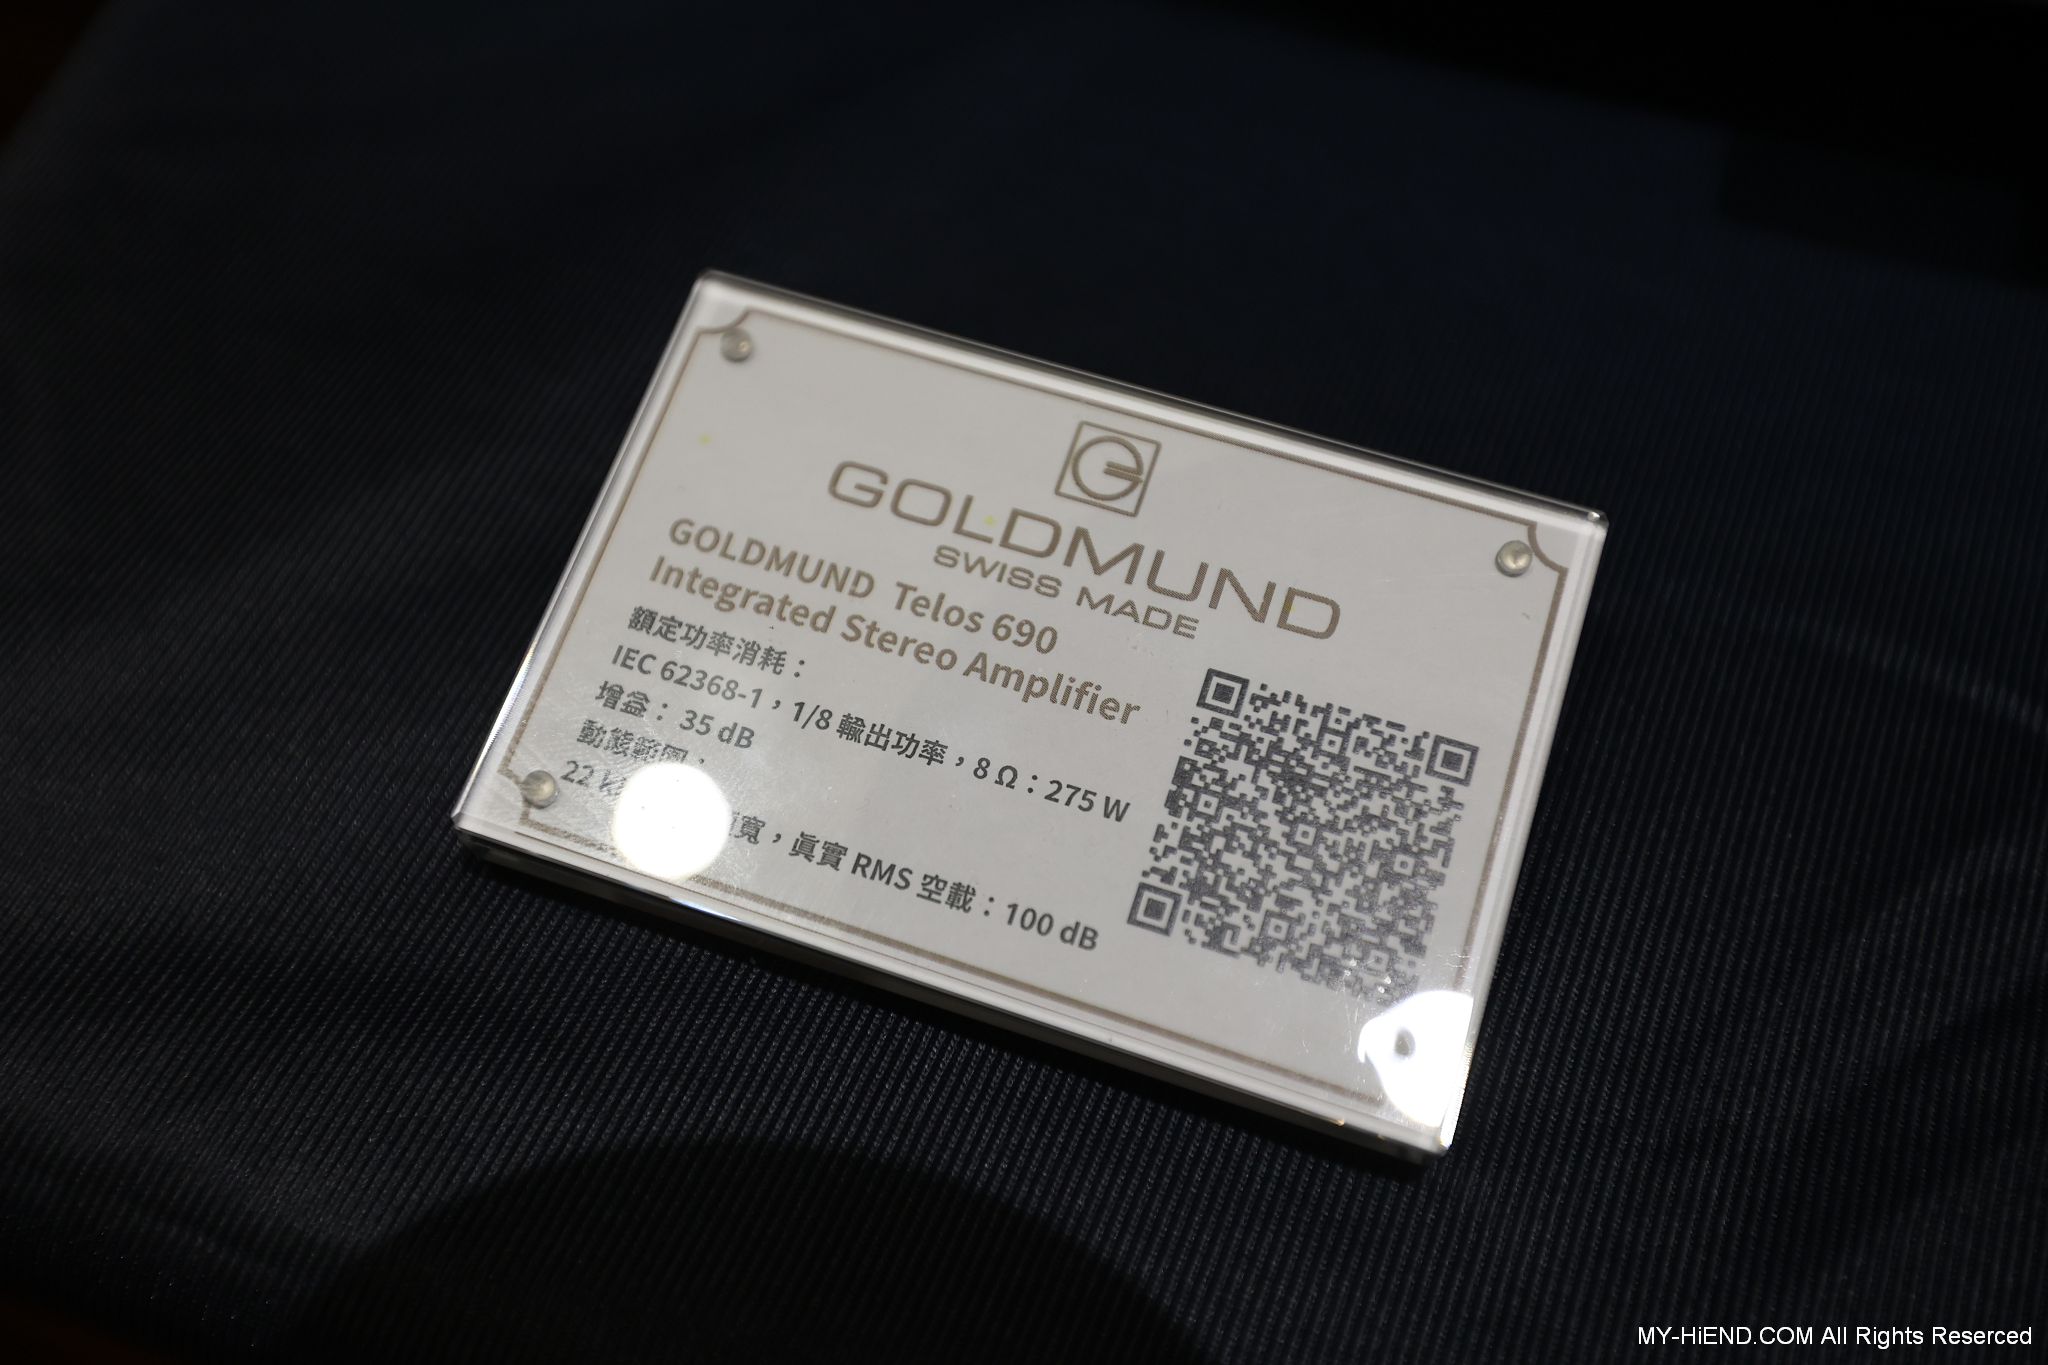 GOLDMUND
SWISS MADE
GOLDMUND Telos 690
Integrated Stereo Amplifier
額定功率消耗：
IEC 62368-1，1/8 輸出功率，8 Ω：275 W
增益： 35 dB
動態範圍：
22 寬，眞實 RMS 空載：100 dB
MY-HiEND.COM All Rights Reserced